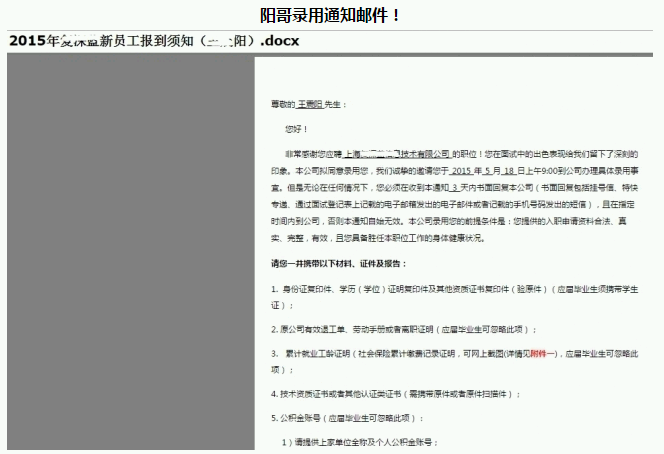 阳哥录用通知邮件！
2015年 新员工报到须知（ 阳）.docx
尊敬的 王勇阳 先生：
您好！
非常感谢您应聘 上海 技术有限公司 的职位！您在面试中的出色表现给我们留下了深刻的
印象。本公司拟同意录用您，我们诚挚的邀请您于 2015 年 5 月 18 日上午9:00到公司办理具体录用事
宜。但是无论在任何情况下，您必须在收到本通知 3 天内书面回复本公司（书面回复包括挂号信、特快
专递、通过面试登记表上记载的电子邮箱发出的电子邮件或者记载的手机号码发出的短信），且在指定
时间内到公司，否则本通知自始无效。本公司录用您的前提条件是：您提供的入职申请资料合法、真
实、完整，有效，且您具备胜任本职位工作的身体健康状况。
请您一并携带以下材料、证件及报告：
1. 身份证复印件、学历（学位）证明复印件及其他资质证书复印件（验原件）（应届毕业生须携带学生
证）；
2. 原公司有效退工单、劳动手册或者离职证明（应届毕业生可忽略此项）；
3. 累计就业工龄证明（社会保险累计缴费记录证明，可网上截图(详情见附件一)，应届毕业生可忽略此
项）；
4. 技术资质证书或者其他认证类证书（需携带原件或者原件扫描件）；
5. 公积金账号（应届毕业生可忽略此项）；
1）请提供上家单位全称及个人公积金账号；